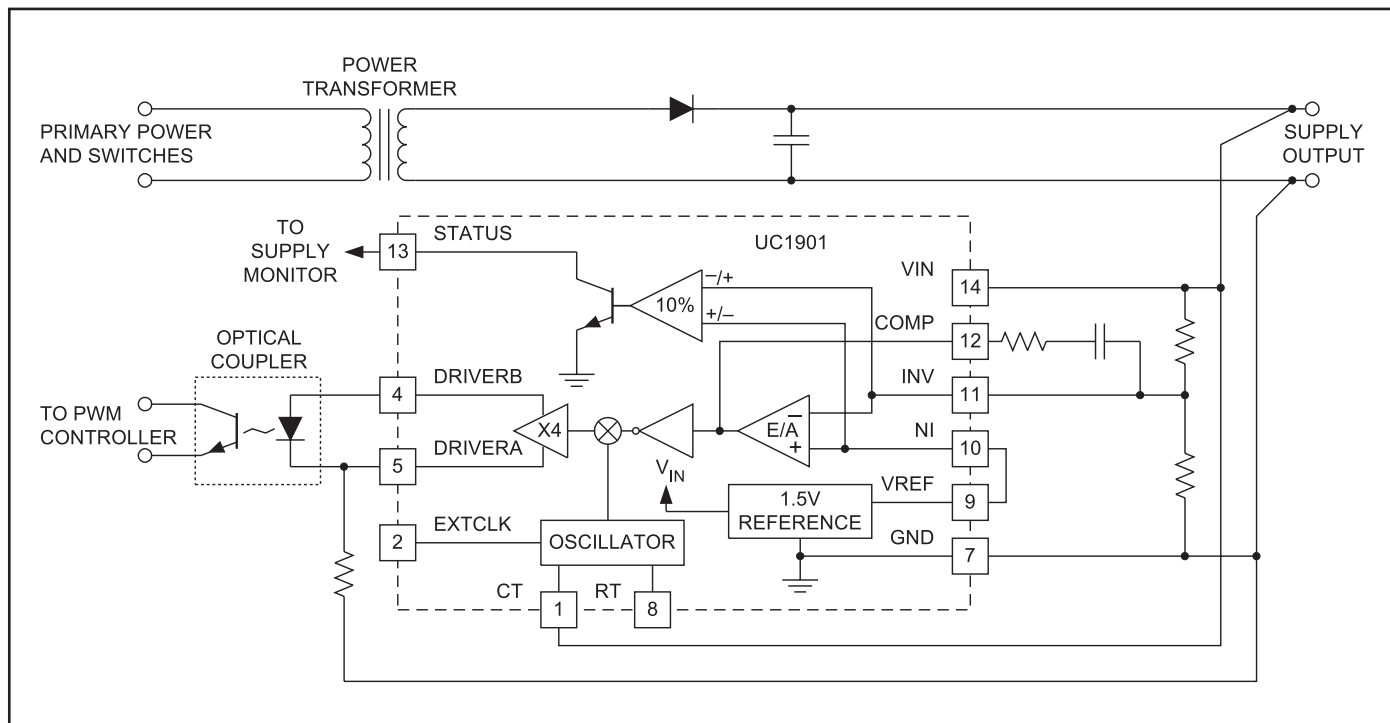 POWER
TRANSFORMER
PRIMARY POWER
AND SWITCHES
SUPPLY
OUTPUT
TO
SUPPLY
MONITOR
13
STATUS
UC1901
VIN
14
–/+
10%
+/–
COMP
12
OPTICAL
COUPLER
DRIVERB
4
INV
11
TO PWM
CONTROLLER
X4
E/A
–
+
NI
10
DRIVERA
5
VIN
1.5V
REFERENCE
VREF
9
EXTCLK
2
OSCILLATOR
GND
7
CT
1
RT
8